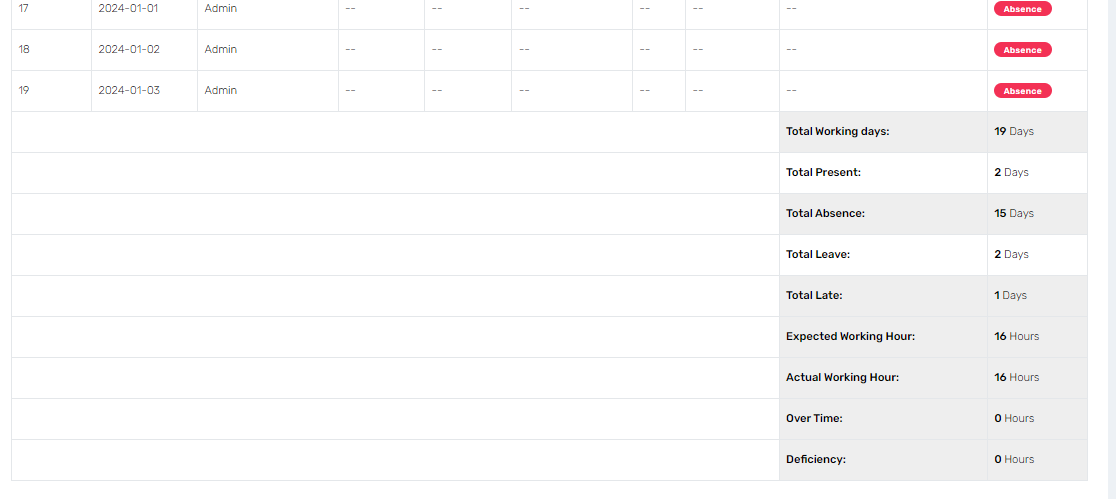 17 2024-01-01 Admin -- -- -- -- -- -- Absence
18 2024-01-02 Admin -- -- -- -- -- -- Absence
19 2024-01-03 Admin -- -- -- -- -- -- Absence
Total Working days: 19 Days
Total Present: 2 Days
Total Absence: 15 Days
Total Leave: 2 Days
Total Late: 1 Days
Expected Working Hour: 16 Hours
Actual Working Hour: 16 Hours
Over Time: 0 Hours
Deficiency: 0 Hours